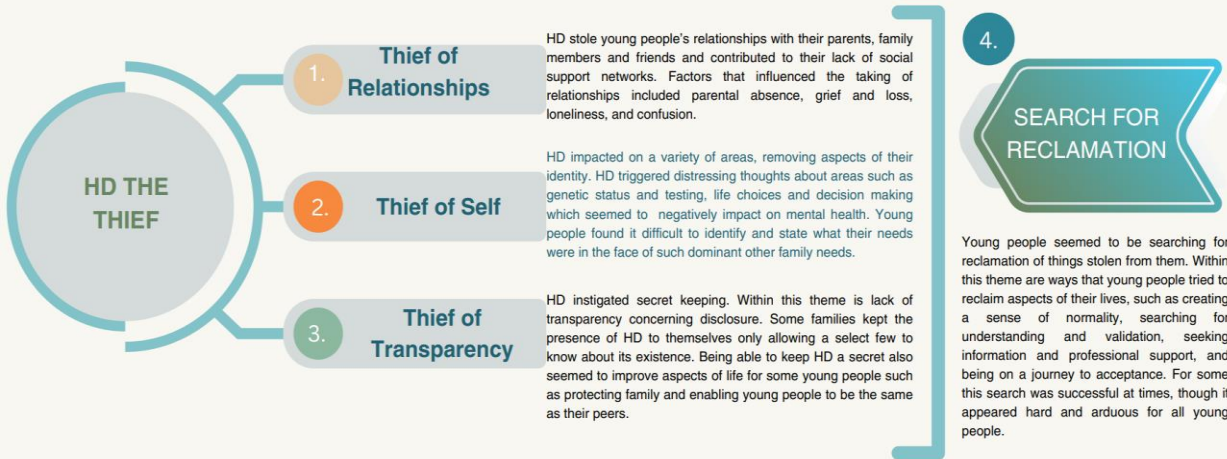 HD THE
THIEF
1.
Thief of
Relationships
HD stole young people's relationships with their parents, family
members and friends and contributed to their lack of social
support networks. Factors that influenced the taking of
relationships included parental absence, grief and loss,
loneliness, and confusion.
2.
Thief of Self
HD impacted on a variety of areas, removing aspects of their
identity. HD triggered distressing thoughts about areas such as
genetic status and testing, life choices and decision making
which seemed to negatively impact on mental health. Young
people found it difficult to identify and state what their needs
were in the face of such dominant other family needs.
3.
Thief of
Transparency
HD instigated secret keeping. Within this theme is lack of
transparency concerning disclosure. Some families kept the
presence of HD to themselves only allowing a select few to
know about its existence. Being able to keep HD a secret also
seemed to improve aspects of life for some young people such
as protecting family and enabling young people to be the same
as their peers.
4.
SEARCH FOR
RECLAMATION
Young people seemed to be searching for
reclamation of things stolen from them. Within
this theme are ways that young people tried to
reclaim aspects of their lives, such as creating
a sense of normality, searching for
understanding and validation, seeking
information and professional support, and
being on a journey to acceptance. For some
this search was successful at times, though it
appeared hard and arduous for all young
people.